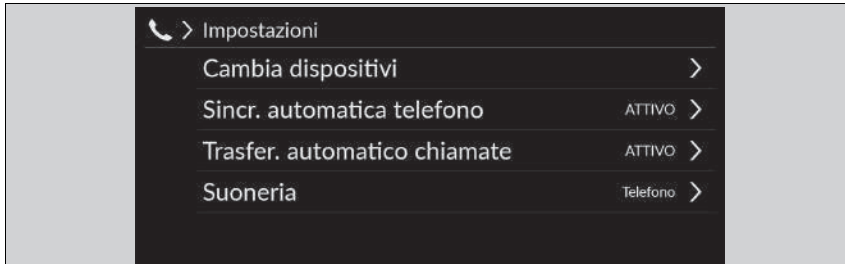 Impostazioni
Cambia dispositivi
Sincr. automatica telefono ATTIVO
Trasfer. automatico chiamate ATTIVO
Suoneria Telefono